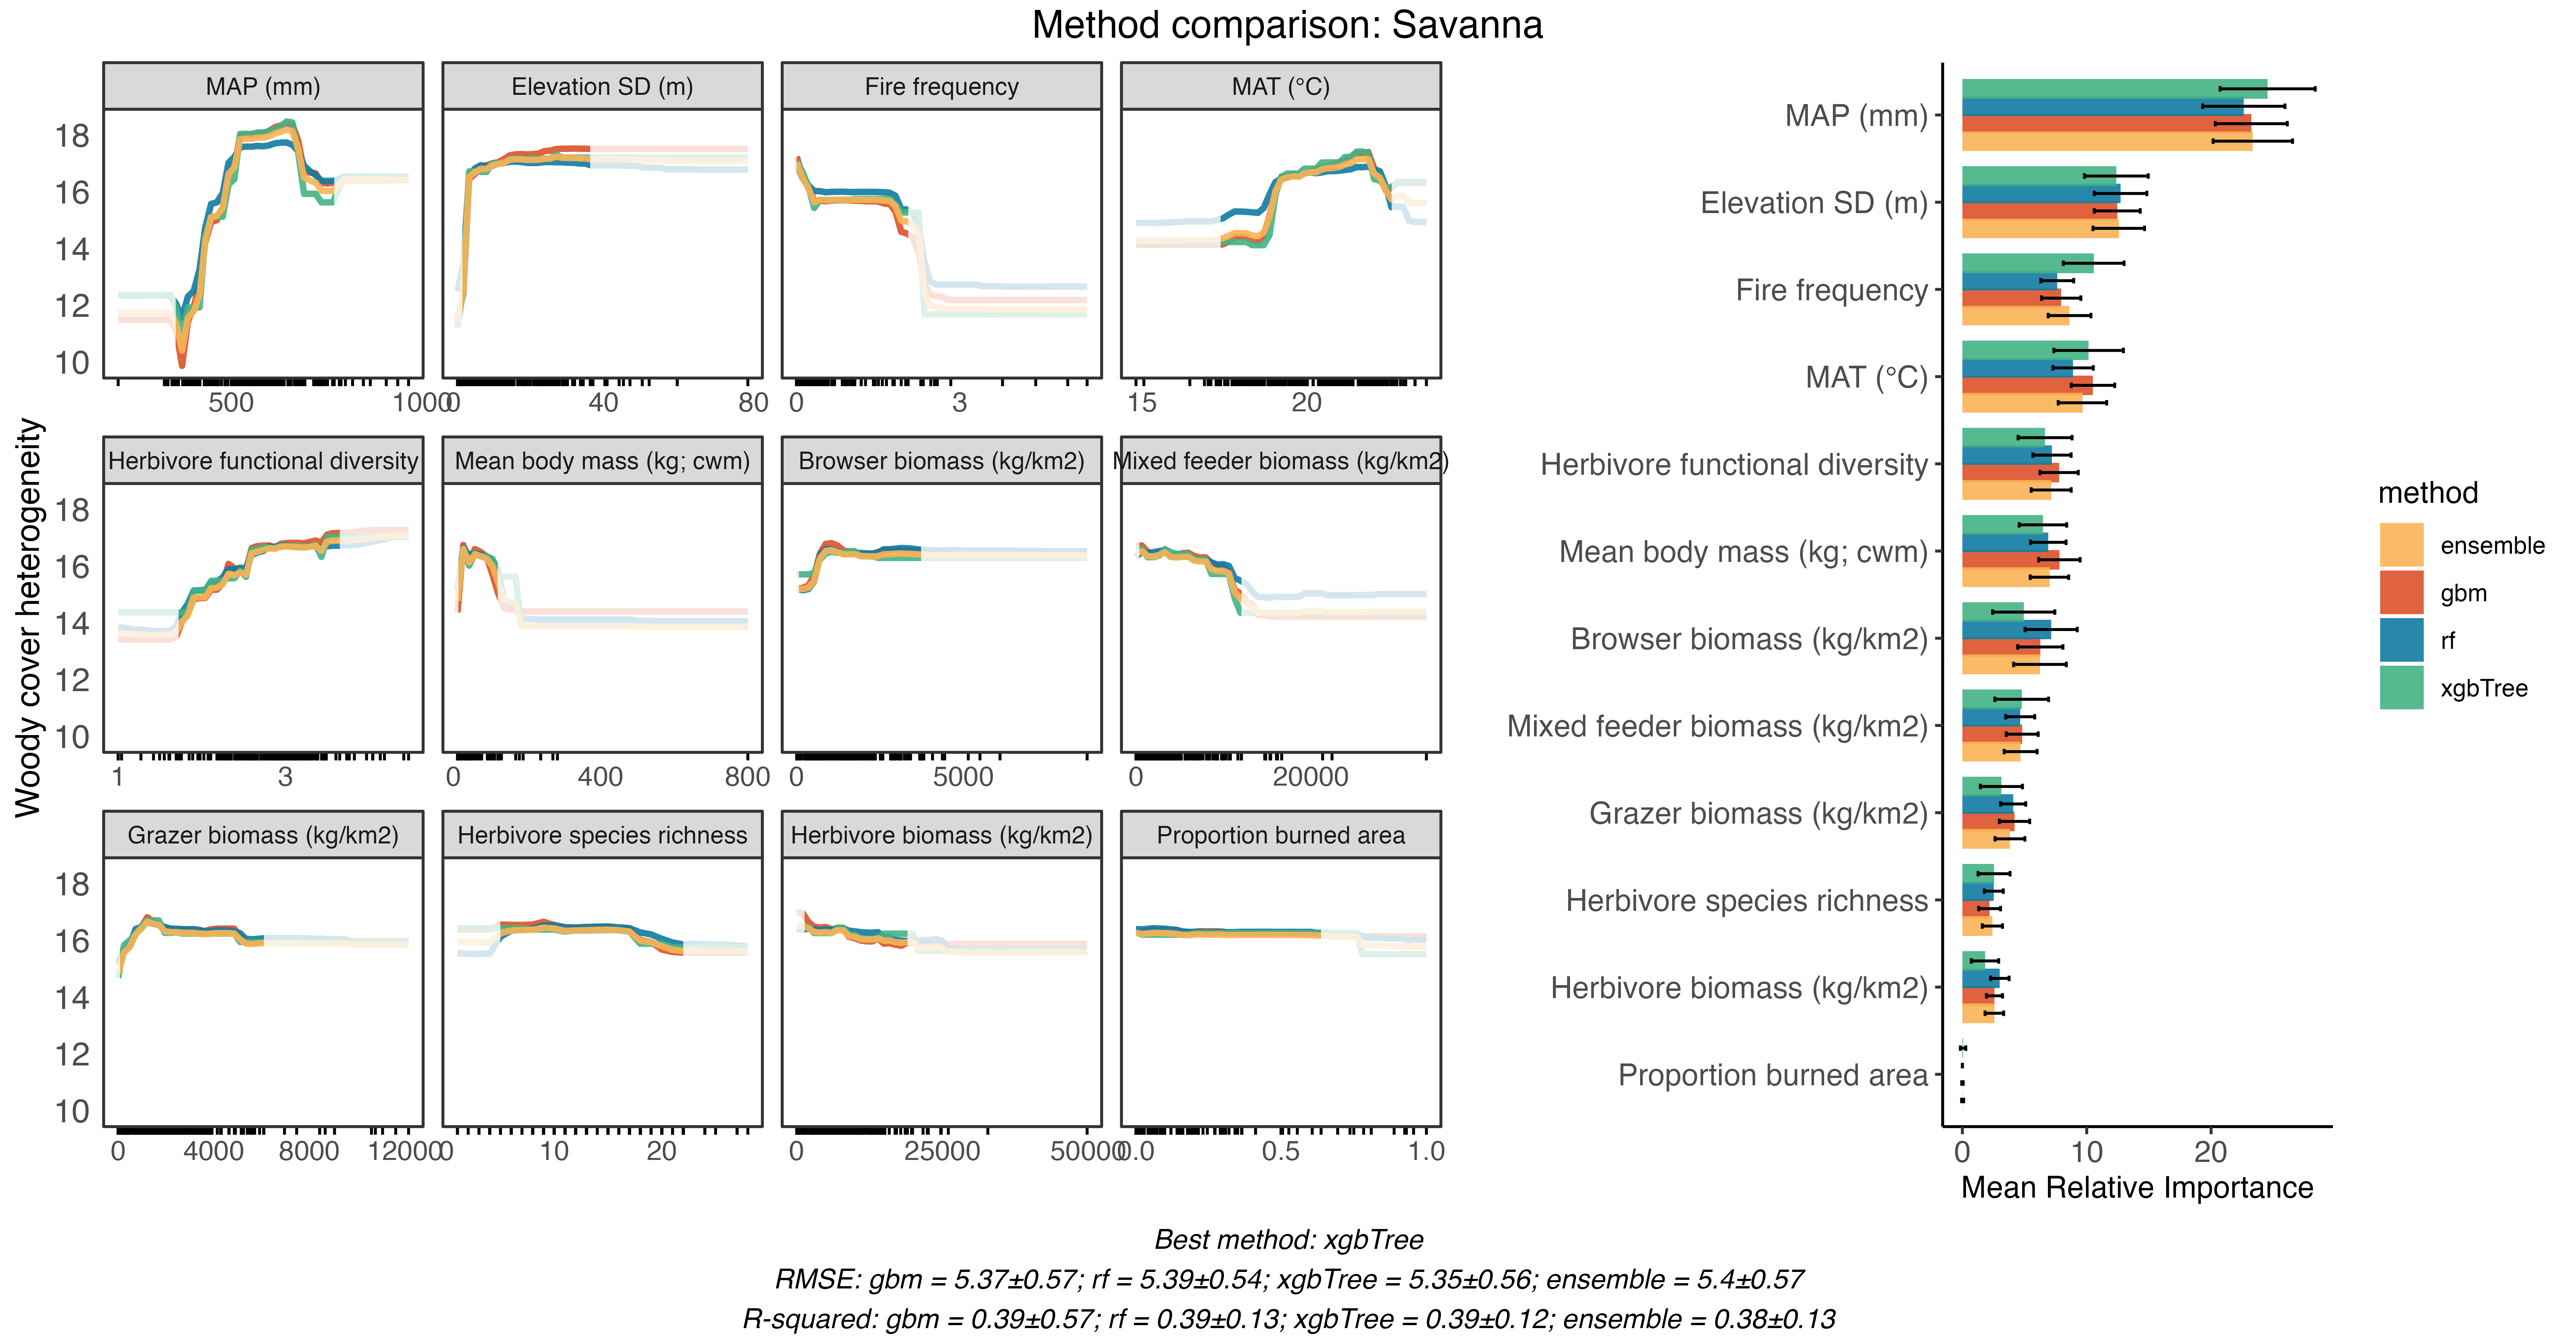 Method comparison: Savanna
MAP (mm)
Elevation SD (m)
Fire frequency
MAT (°C)
18
16
14
12
10
500
1000
0
40
80
0
3
15
20
Woody cover heterogeneity
Herbivore functional diversity
Mean body mass (kg; cwm)
Browser biomass (kg/km2)
Mixed feeder biomass (kg/km2)
18
16
14
12
10
1
3
0
400
800
0
5000
0
20000
Grazer biomass (kg/km2)
Herbivore species richness
Herbivore biomass (kg/km2)
Proportion burned area
18
16
14
12
10
0
4000
8000
12000
0
10
20
0
25000
50000
0.0
0.5
1.0
MAP (mm)
Elevation SD (m)
Fire frequency
MAT (°C)
Herbivore functional diversity
Mean body mass (kg; cwm)
Browser biomass (kg/km2)
Mixed feeder biomass (kg/km2)
Grazer biomass (kg/km2)
Herbivore species richness
Herbivore biomass (kg/km2)
Proportion burned area
0
10
20
Mean Relative Importance
method
ensemble
gbm
rf
xgbTree
Best method: xgbTree
RMSE: gbm = 5.37±0.57; rf = 5.39±0.54; xgbTree = 5.35±0.56; ensemble = 5.4±0.57
R-squared: gbm = 0.39±0.57; rf = 0.39±0.13; xgbTree = 0.39±0.12; ensemble = 0.38±0.13